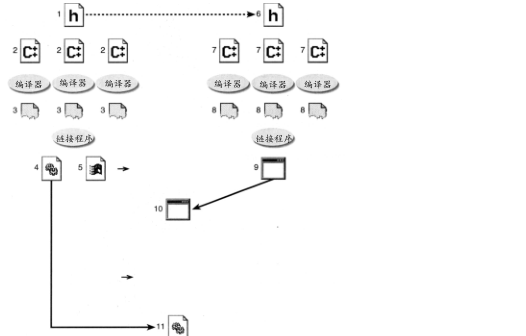 1 h 6 h
2 C++ 2 C++ 2 C++ 7 C++ 7 C++ 7 C++
编译器 编译器 编译器 编译器 编译器 编译器
3 3 3 8 8 8
链接程序 链接程序
4 5 9
10
11